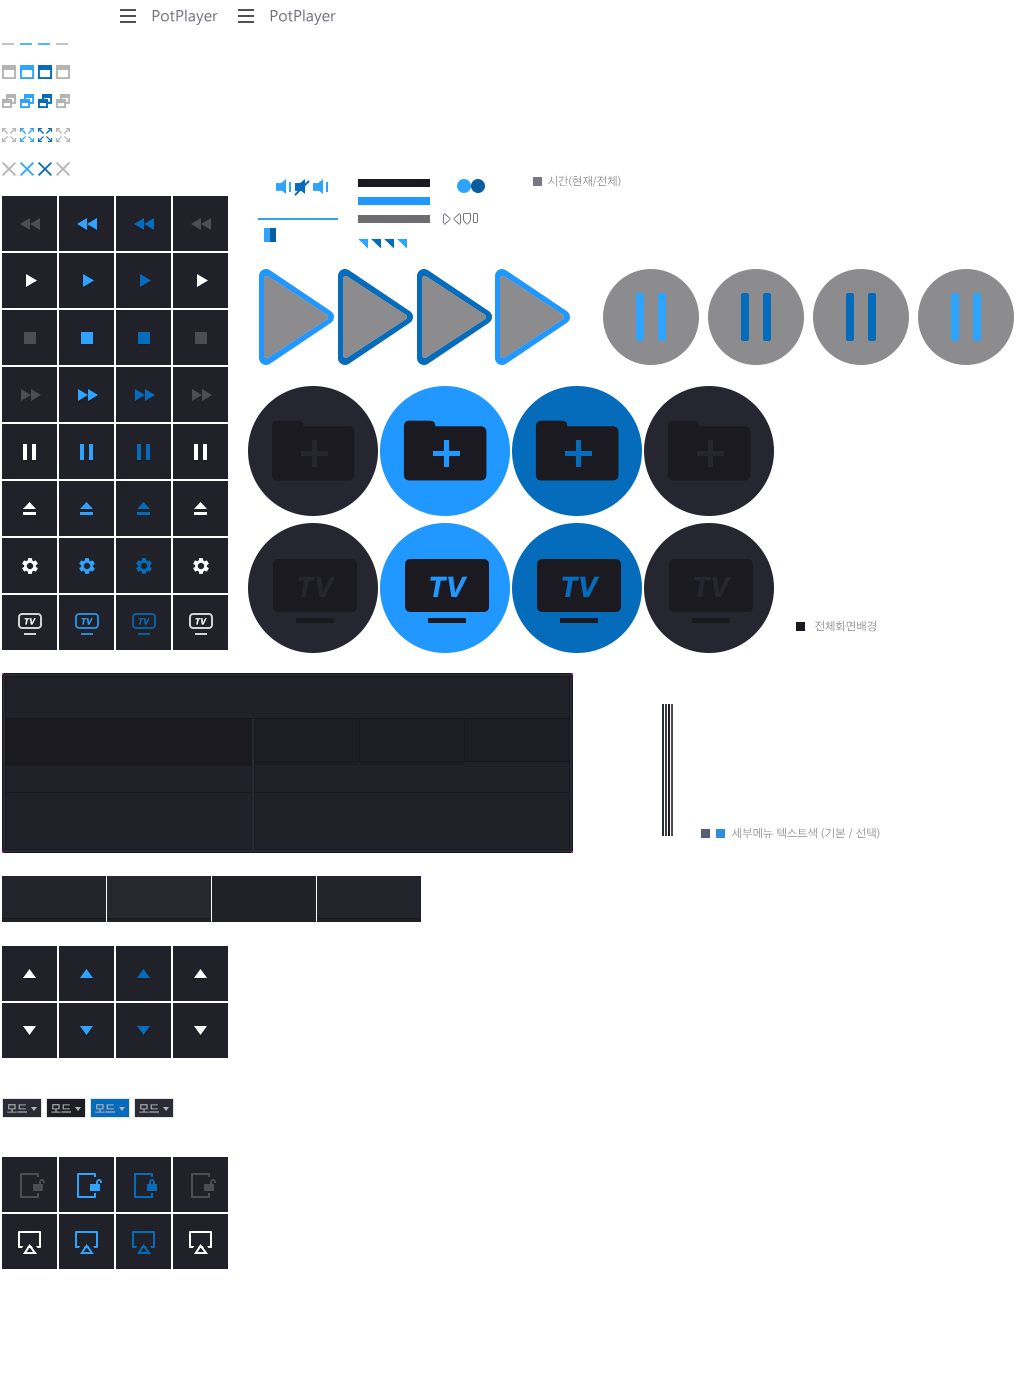 PotPlayer PotPlayer
시간(현재/전체)
TV TV TV TV
TV TV TV TV
전체화면배경
세부메뉴 텍스트색 (기본 / 선택)
모드 모드 모드 모드